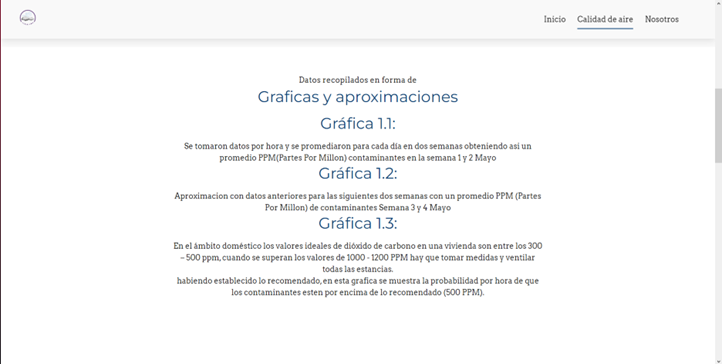 Inicio Calidad de aire Nosotros
Datos recopilados en forma de
Graficas y aproximaciones
Gráfica 1.1:
Se tomaron datos por hora y se promediaron para cada día en dos semanas obteniendo asi un
promedio PPM(Partes Por Millon) contaminantes en la semana 1 y 2 Mayo
Gráfica 1.2:
Aproximacion con datos anteriores para las siguientes dos semanas con un promedio PPM (Partes
Por Millon) de contaminantes Semana 3 y 4 Mayo
Gráfica 1.3:
En el ámbito doméstico los valores ideales de dióxido de carbono en una vivienda son entre los 300
– 500 ppm, cuando se superan los valores de 1000 - 1200 PPM hay que tomar medidas y ventilar
todas las estancias.
habiendo establecido lo recomendado, en esta grafica se muestra la probabilidad por hora de que
los contaminantes esten por encima de lo recomendado (500 PPM).